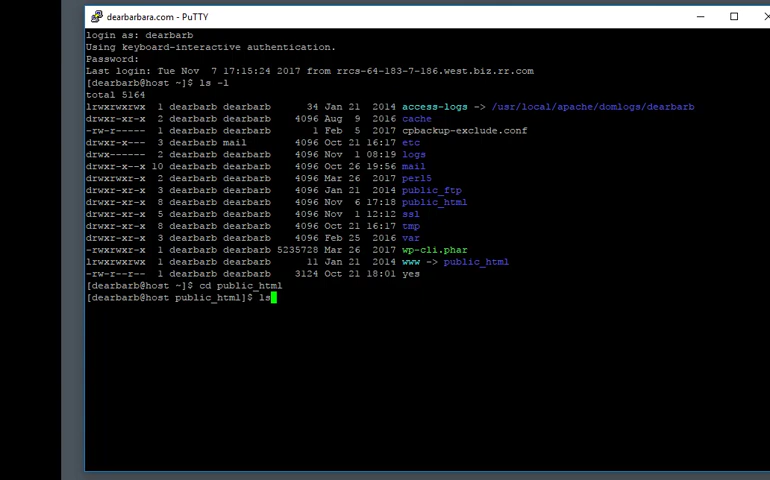 dearbarbara.com - PuTTY
login as: dearbarb
Using keyboard-interactive authentication.
Password:
Last login: Tue Nov  7 17:15:24 2017 from rrcs-64-183-7-186.west.biz.rr.com
[dearbarb@host ~]$ ls -l
total 5164
lrwxrwxrwx  1 dearbarb dearbarb      34 Jan 21  2014 access-logs -> /usr/local/apache/domlogs/dearbarb
drwxr-xr-x  2 dearbarb dearbarb    4096 Aug  9  2016 cache
-rw-r-----  1 dearbarb dearbarb       1 Feb  5  2017 cpbackup-exclude.conf
drwxr-x---  3 dearbarb mail        4096 Oct 21 16:17 etc
drwx------  2 dearbarb dearbarb    4096 Nov  1 08:19 logs
drwxr-x--x 10 dearbarb dearbarb    4096 Oct 26 19:56 mail
drwxrwxr-x  2 dearbarb dearbarb    4096 Mar 26  2017 perl5
drwxr-xr-x  3 dearbarb dearbarb    4096 Jan 21  2014 public_ftp
drwxr-xr-x  8 dearbarb dearbarb    4096 Nov  6 17:18 public_html
drwxr-xr-x  5 dearbarb dearbarb    4096 Nov  1 12:12 ssl
drwxr-xr-x  8 dearbarb dearbarb    4096 Oct 21 16:17 tmp
drwxr-xr-x  3 dearbarb dearbarb    4096 Feb 25  2016 var
-rwxrwxr-x  1 dearbarb dearbarb 5235728 Mar 26  2017 wp-cli.phar
lrwxrwxrwx  1 dearbarb dearbarb      11 Jan 21  2014 www -> public_html
-rw-r--r--  1 dearbarb dearbarb    3124 Oct 21 18:01 yes
[dearbarb@host ~]$ cd public_html
[dearbarb@host public_html]$ ls